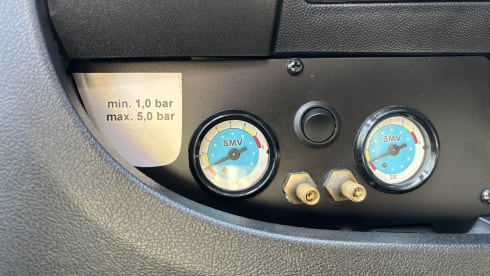 min. 1,0 bar
max. 5,0 bar
SMV
SMV